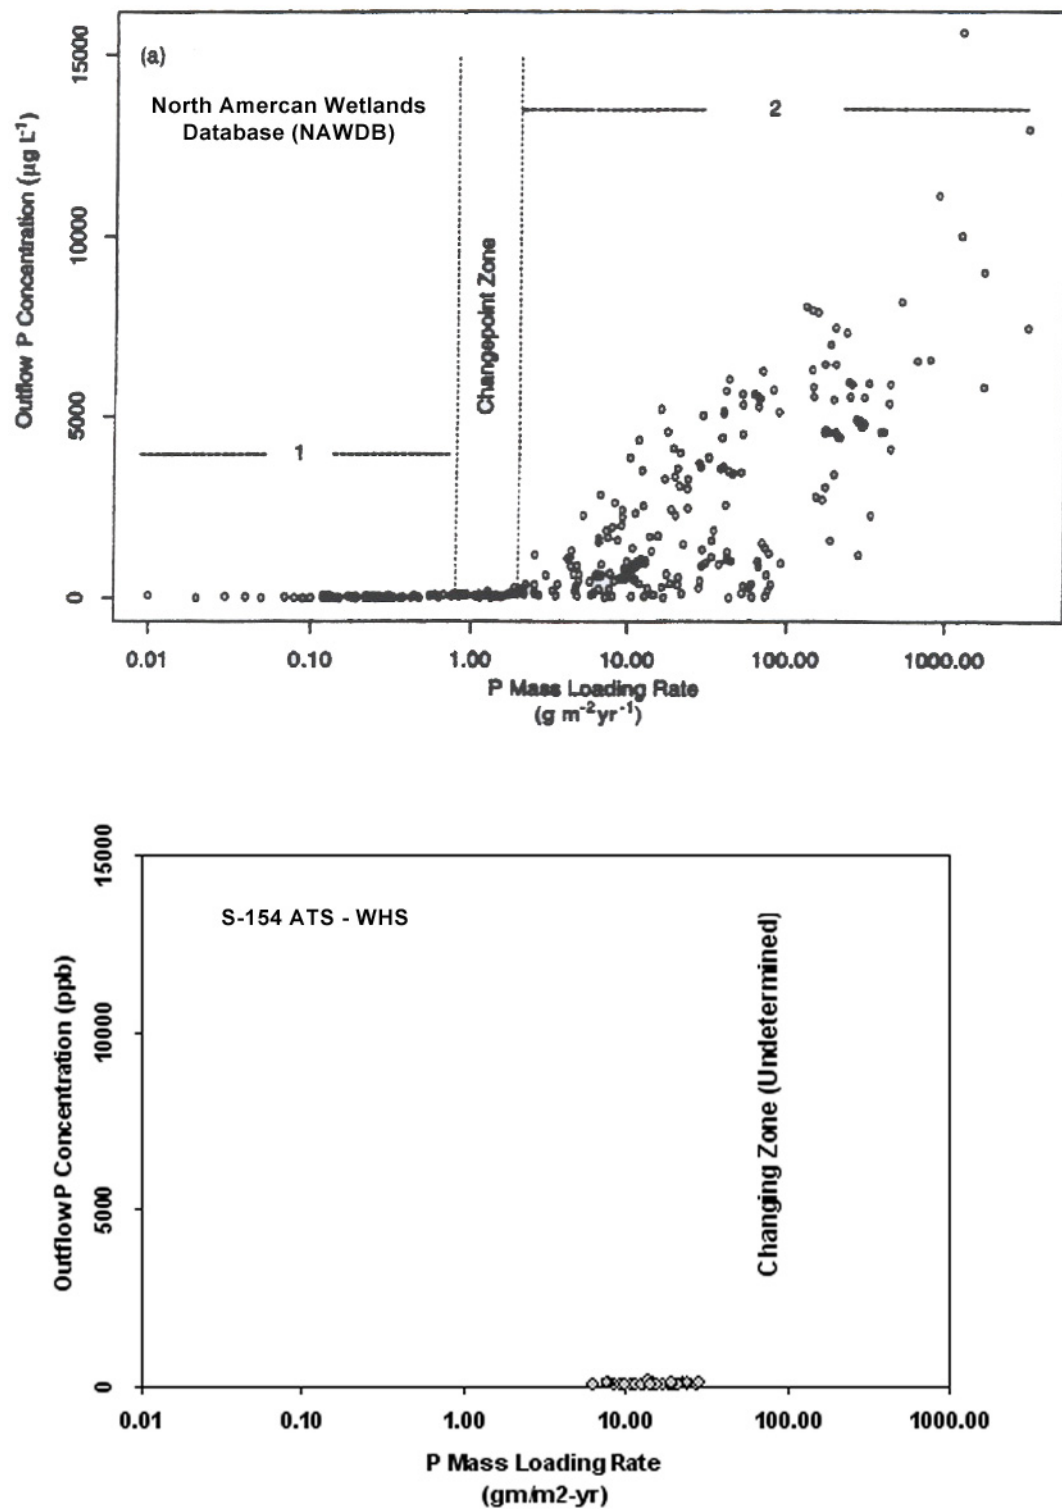 (a)
North Amercan Wetlands
Database (NAWDB)
1
Changepoint Zone
2
Outflow P Concentration (µg L⁻¹)
15000
10000
5000
0
0.01 0.10 1.00 10.00 100.00 1000.00
P Mass Loading Rate
(g m⁻²yr⁻¹)
S-154 ATS - WHS
Changing Zone (Undetermined)
Outflow P Concentration (ppb)
15000
10000
5000
0
0.01 0.10 1.00 10.00 100.00 1000.00
P Mass Loading Rate
(gm/m2-yr)